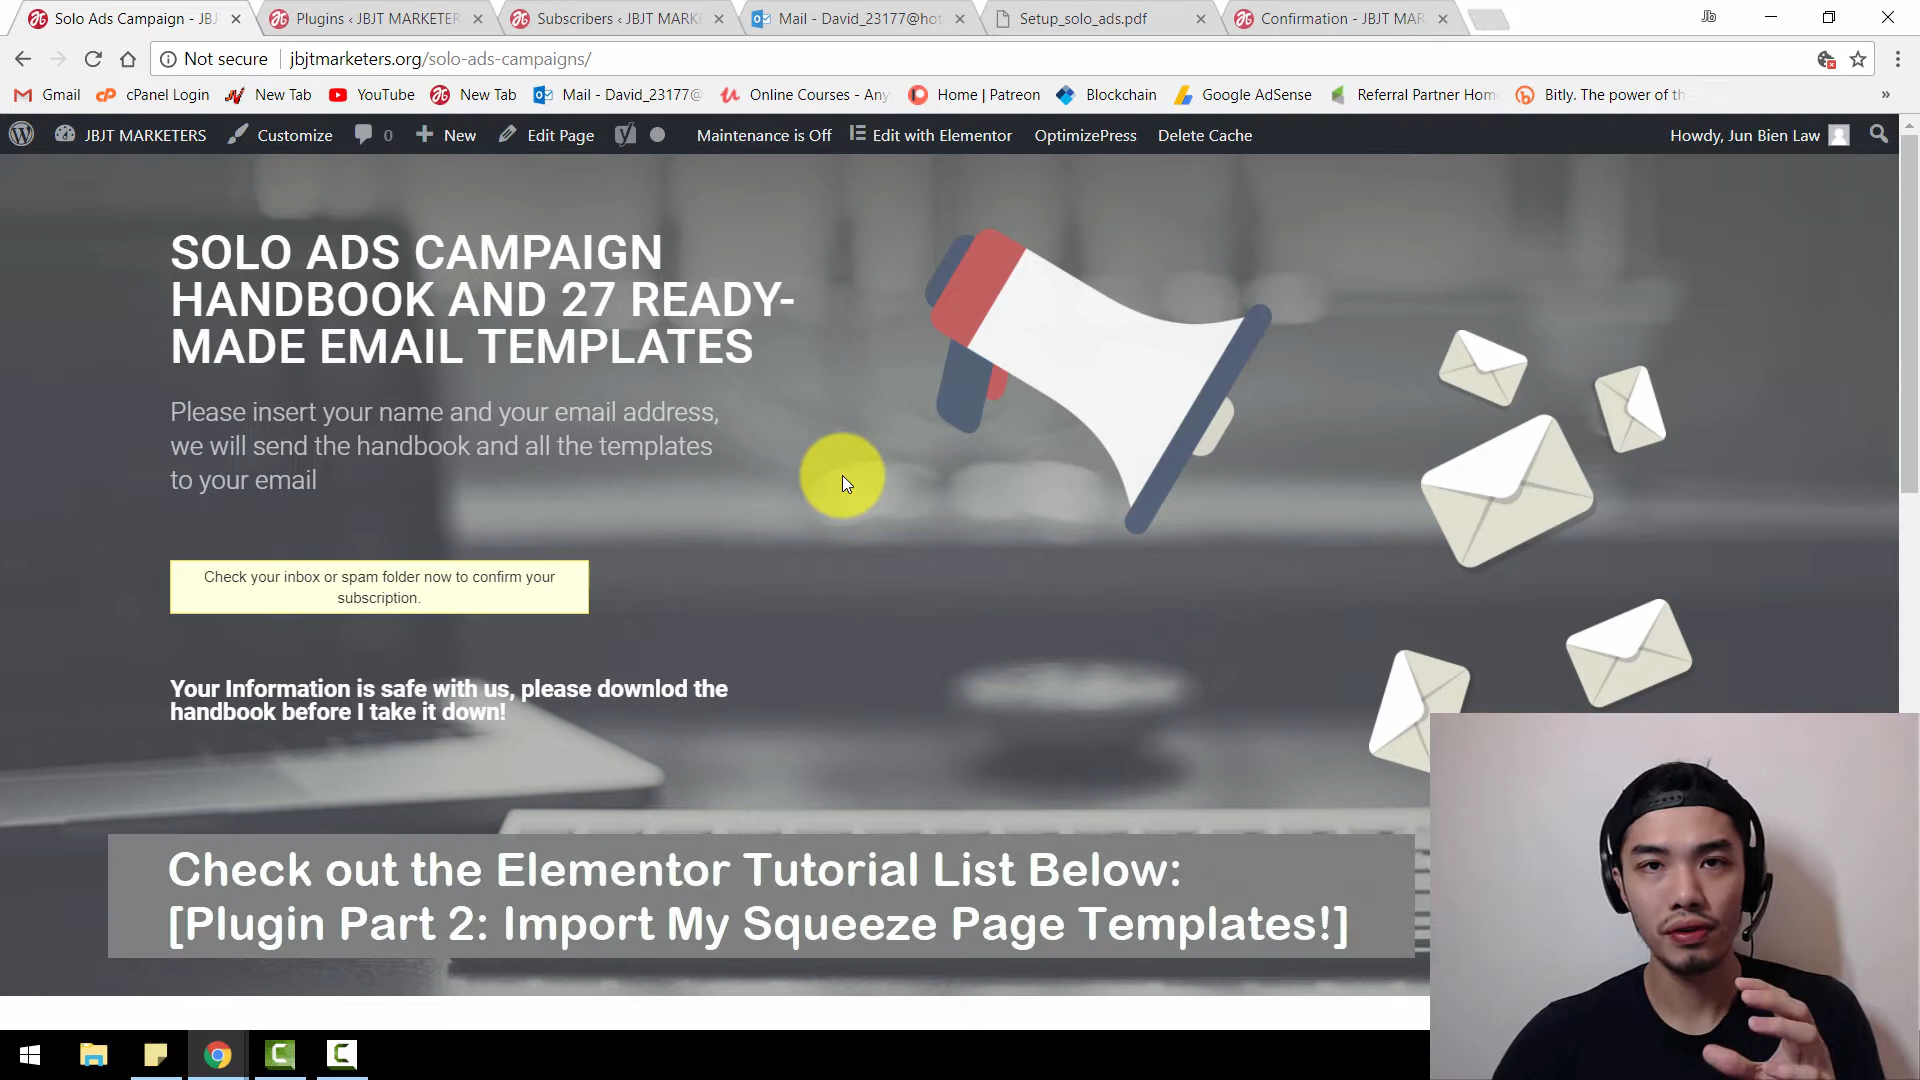 Solo Ads Campaign - JBJ
Plugins ‹ JBJT MARKETER
Subscribers ‹ JBJT MARK
Mail - David_23177@hot
Setup_solo_ads.pdf
Confirmation - JBJT MAR
Not secure
jbjtmarketers.org/solo-ads-campaigns/
Gmail
cPanel Login
New Tab
YouTube
New Tab
Mail - David_23177@
Online Courses - Any
Home | Patreon
Blockchain
Google AdSense
Referral Partner Home
Bitly. The power of th
»
JBJT MARKETERS
Customize
0
New
Edit Page
Maintenance is Off
Edit with Elementor
OptimizePress
Delete Cache
Howdy, Jun Bien Law
SOLO ADS CAMPAIGN
HANDBOOK AND 27 READY-
MADE EMAIL TEMPLATES
Please insert your name and your email address,
we will send the handbook and all the templates
to your email
Check your inbox or spam folder now to confirm your
subscription.
Your Information is safe with us, please downlod the
handbook before I take it down!
Check out the Elementor Tutorial List Below:
[Plugin Part 2: Import My Squeeze Page Templates!]